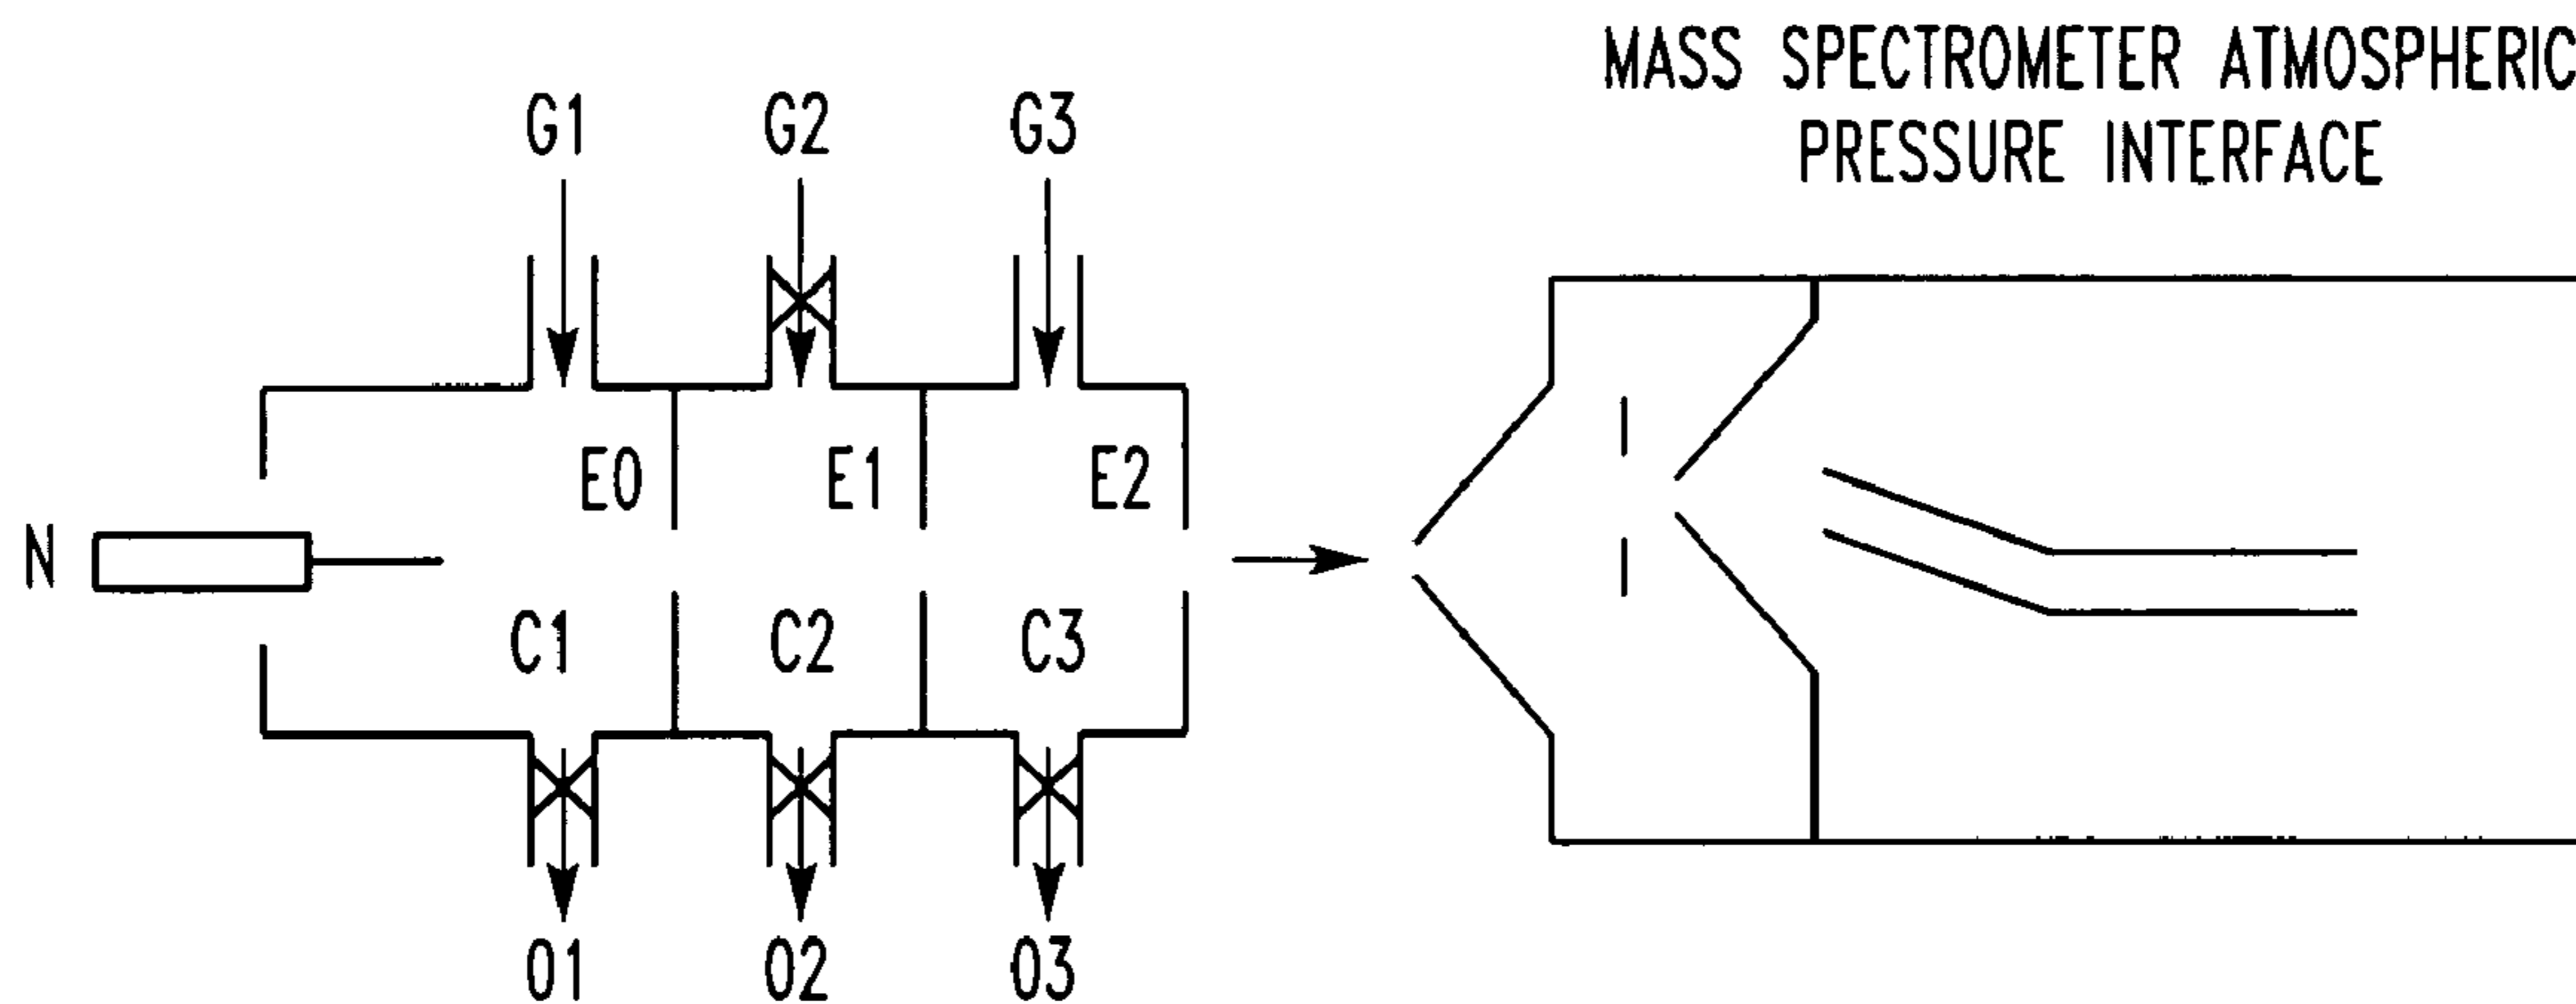 MASS SPECTROMETER ATMOSPHERIC
PRESSURE INTERFACE
G1 G2 G3
E0 E1 E2
N
C1 C2 C3
O1 O2 O3